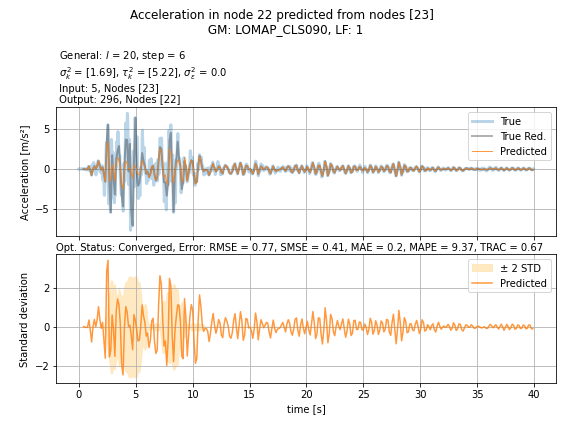 Acceleration in node 22 predicted from nodes [23]
GM: LOMAP_CLS090, LF: 1
General: l = 20, step = 6
σ²ₖ = [1.69], τ²ₖ = [5.22], σ²ε = 0.0
Input: 5, Nodes [23]
Output: 296, Nodes [22]
Acceleration [m/s²]
5
0
−5
True
True Red.
Predicted
Opt. Status: Converged, Error: RMSE = 0.77, SMSE = 0.41, MAE = 0.2, MAPE = 9.37, TRAC = 0.67
Standard deviation
2
0
−2
± 2 STD
Predicted
0 5 10 15 20 25 30 35 40
time [s]